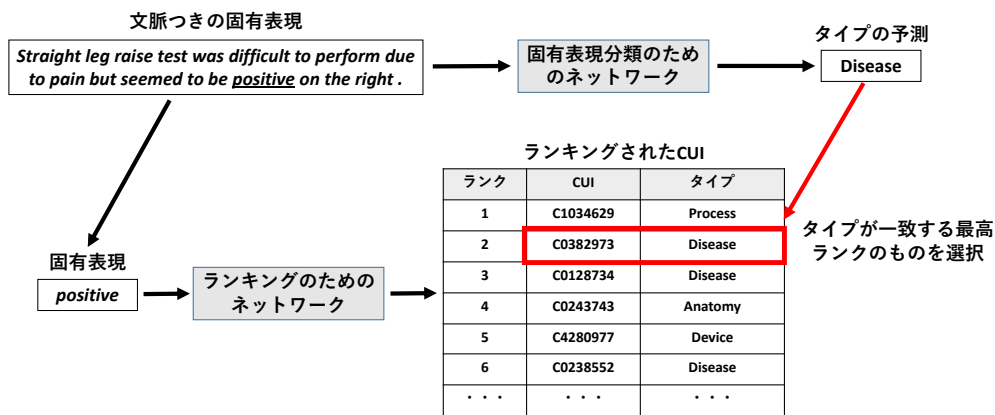 文脈つきの固有表現
Straight leg raise test was difficult to perform due
to pain but seemed to be positive on the right .
固有表現分類のため
のネットワーク
タイプの予測
Disease
固有表現
positive
ランキングのための
ネットワーク
ランキングされたCUI
ランク CUI タイプ
1 C1034629 Process
2 C0382973 Disease
3 C0128734 Disease
4 C0243743 Anatomy
5 C4280977 Device
6 C0238552 Disease
・・・ ・・・ ・・・
タイプが一致する最高
ランクのものを選択